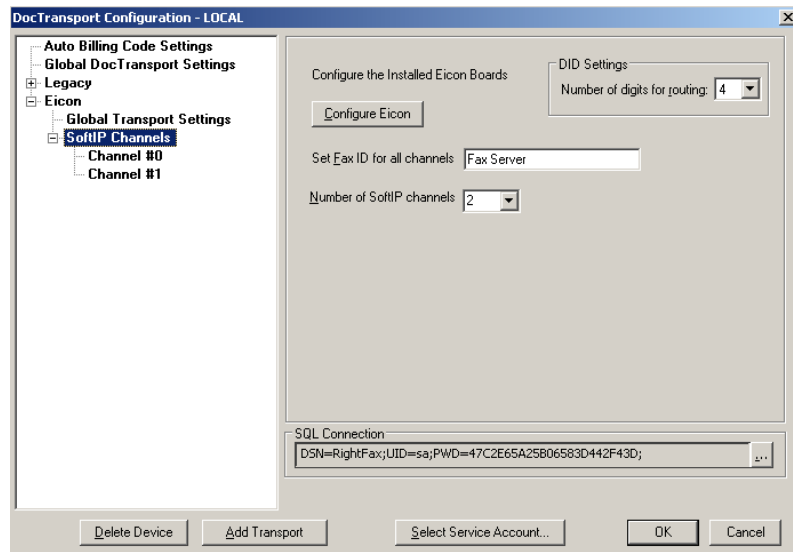 DocTransport Configuration - LOCAL
Auto Billing Code Settings
Global DocTransport Settings
Legacy
Eicon
Global Transport Settings
SoftIP Channels
Channel #0
Channel #1
Configure the Installed Eicon Boards
Configure Eicon
DID Settings
Number of digits for routing: 4
Set Fax ID for all channels Fax Server
Number of SoftIP channels 2
SQL Connection
DSN=RightFax;UID=sa;PWD=47C2E65A25B06583D442F43D;
...
Delete Device Add Transport Select Service Account... OK Cancel